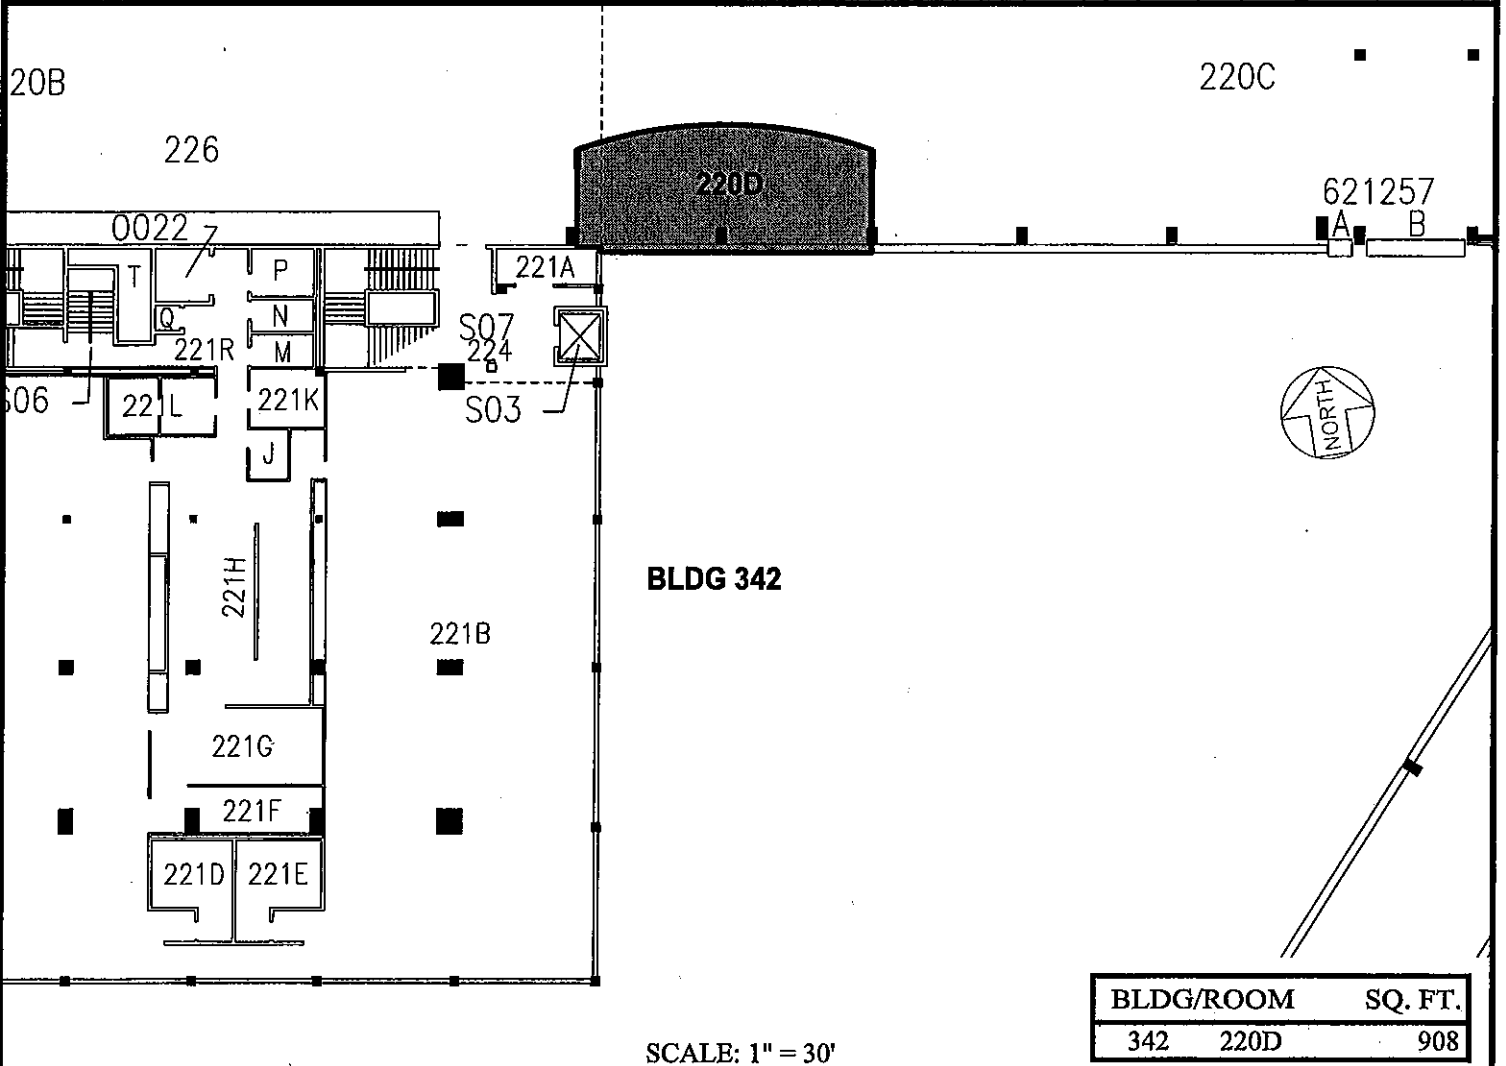 20B
220C
226
220D
621257
A B
0022
T
P
221A
Q
N
S07
221R
M
224
S06
221L
221K
S03
J
NORTH
221H
BLDG 342
221B
221G
221F
221D
221E
BLDG/ROOM SQ. FT.
342 220D 908
SCALE: 1" = 30'